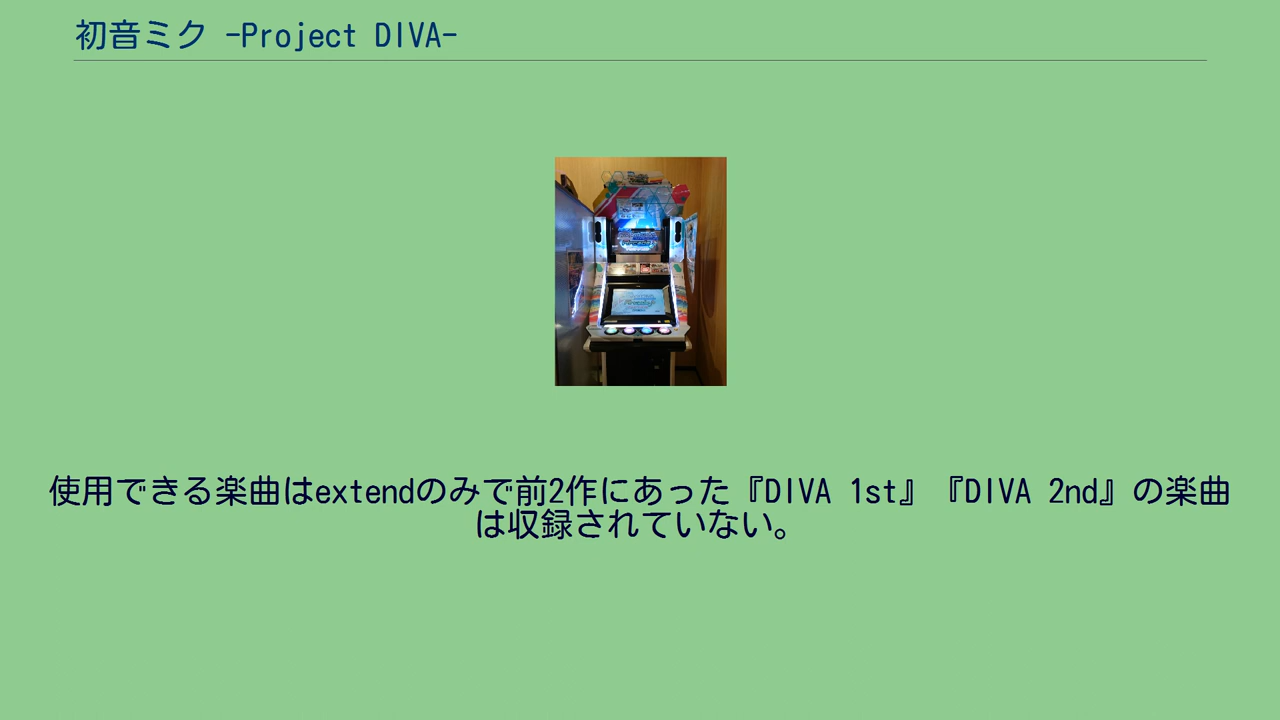 初音ミク -Project DIVA-
使用できる楽曲はextendのみで前2作にあった『DIVA 1st』『DIVA 2nd』の楽曲
は収録されていない。